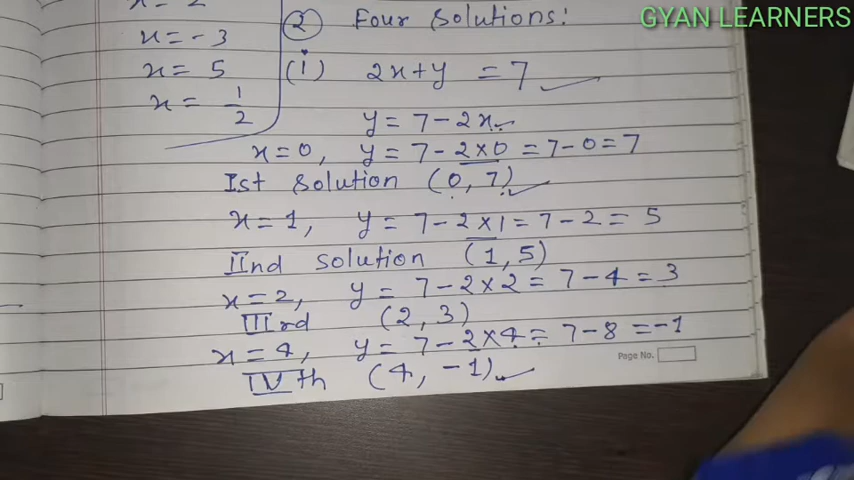 x = 2
x = - 3
x = 5
x = 1/2
② Four Solutions:
GYAN LEARNERS
(i) 2x+y = 7
y = 7 - 2x
x = 0, y = 7 - 2×0 = 7 - 0 = 7
Ist Solution (0, 7)
x = 1, y = 7 - 2×1 = 7 - 2 = 5
IInd Solution (1, 5)
x = 2, y = 7 - 2×2 = 7 - 4 = 3
IIIrd (2, 3)
x = 4, y = 7 - 2×4 = 7 - 8 = -1
IVth (4, -1)
Page No.